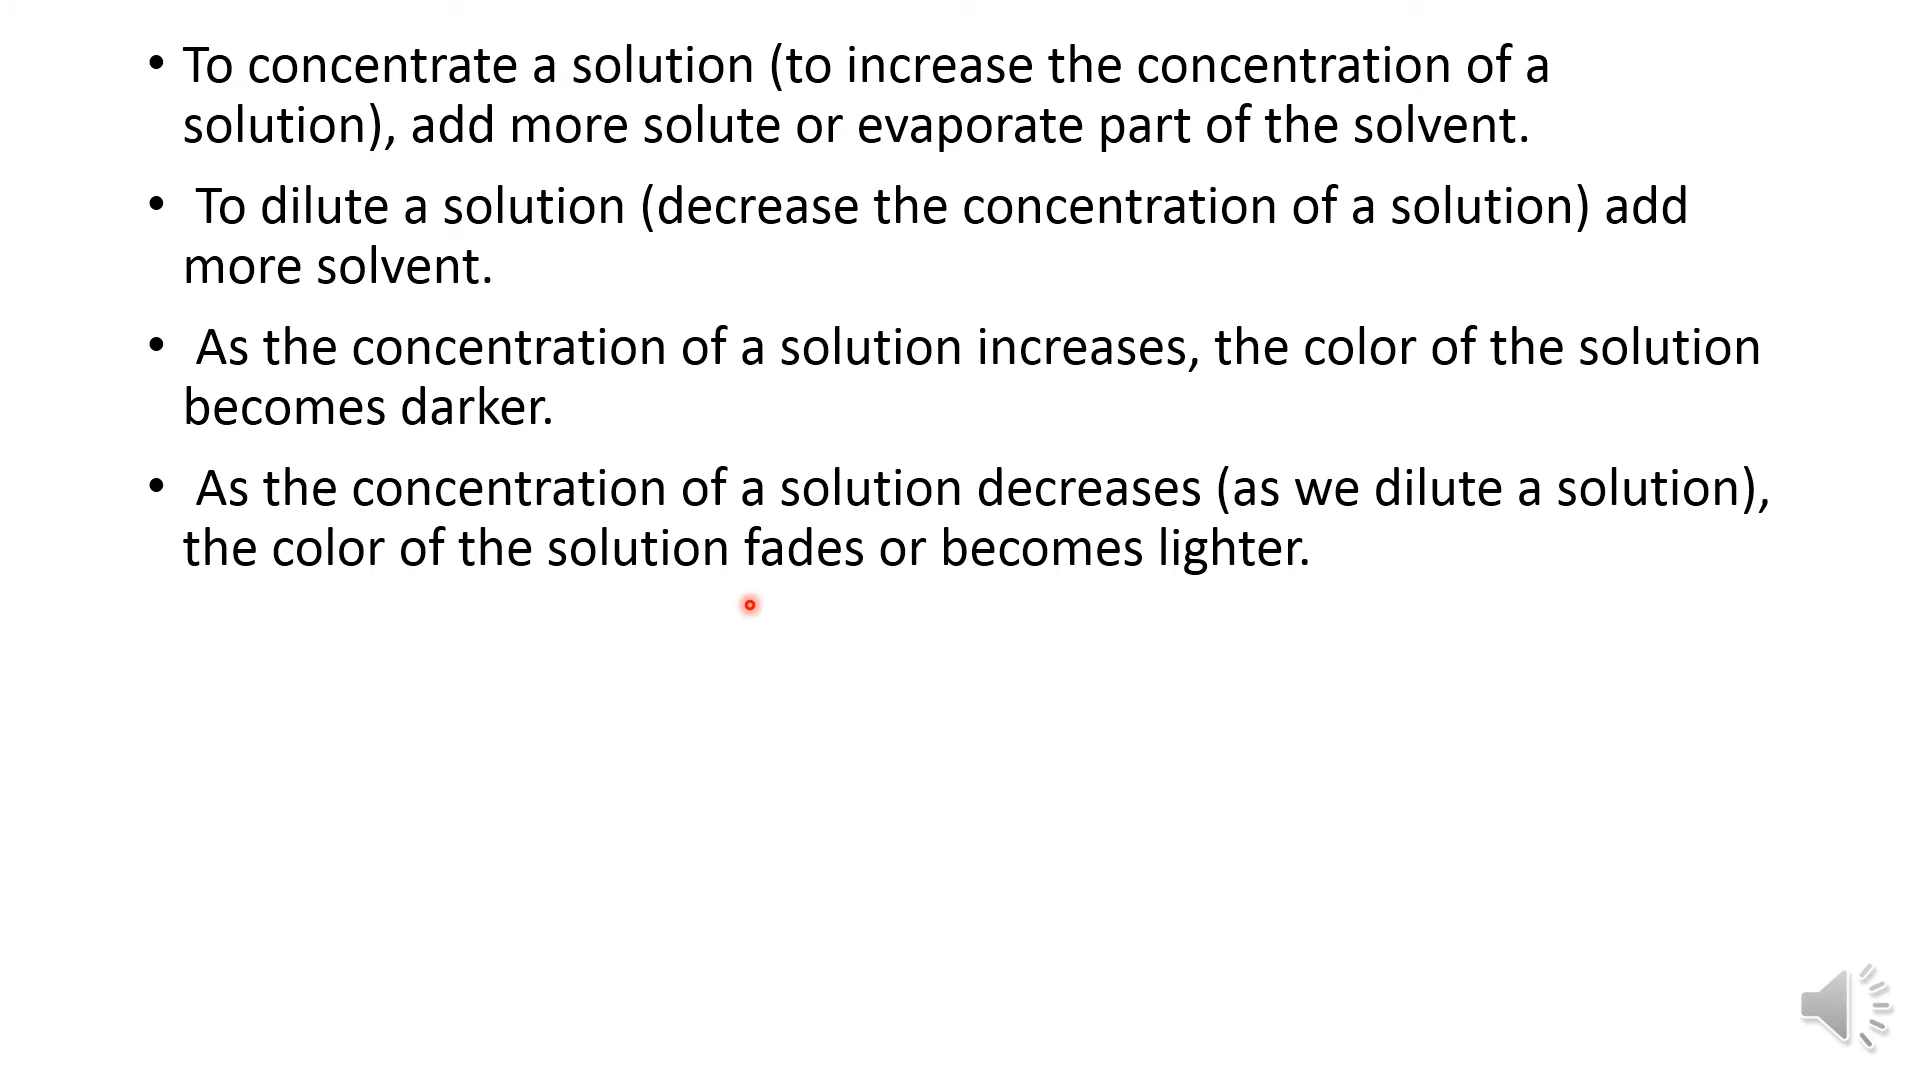 • To concentrate a solution (to increase the concentration of a
solution), add more solute or evaporate part of the solvent.
• To dilute a solution (decrease the concentration of a solution) add
more solvent.
• As the concentration of a solution increases, the color of the solution
becomes darker.
• As the concentration of a solution decreases (as we dilute a solution),
the color of the solution fades or becomes lighter.